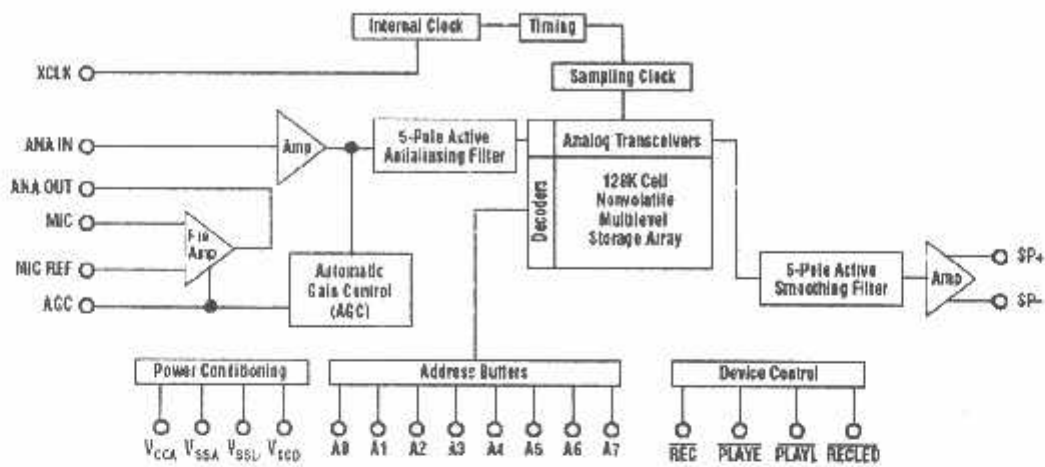 Internal Clock
Timing
XCLK
Sampling Clock
ANA IN
Amp
5-Pole Active
Antialiasing Filter
Analog Transceivers
Decoders
128K Cell
Nonvolatile
Multilevel
Storage Array
ANA OUT
MIC
Pre
Amp
MIC REF
AGC
Automatic
Gain Control
(AGC)
5-Pole Active
Smoothing Filter
Amp
SP+
SP-
Power Conditioning
Address Buffers
Device Control
VCCA VSSA VSSD
A0 A1 A2 A3 A4 A5 A6 A7
REC PLAYE PLAYL RECLED